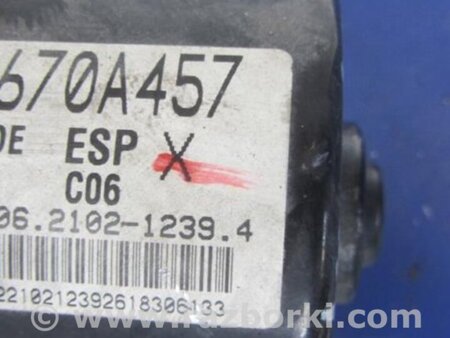 670A457
DE ESP X
C06
06.2102-1239.4
22102123926183061 33
www.razborki.com